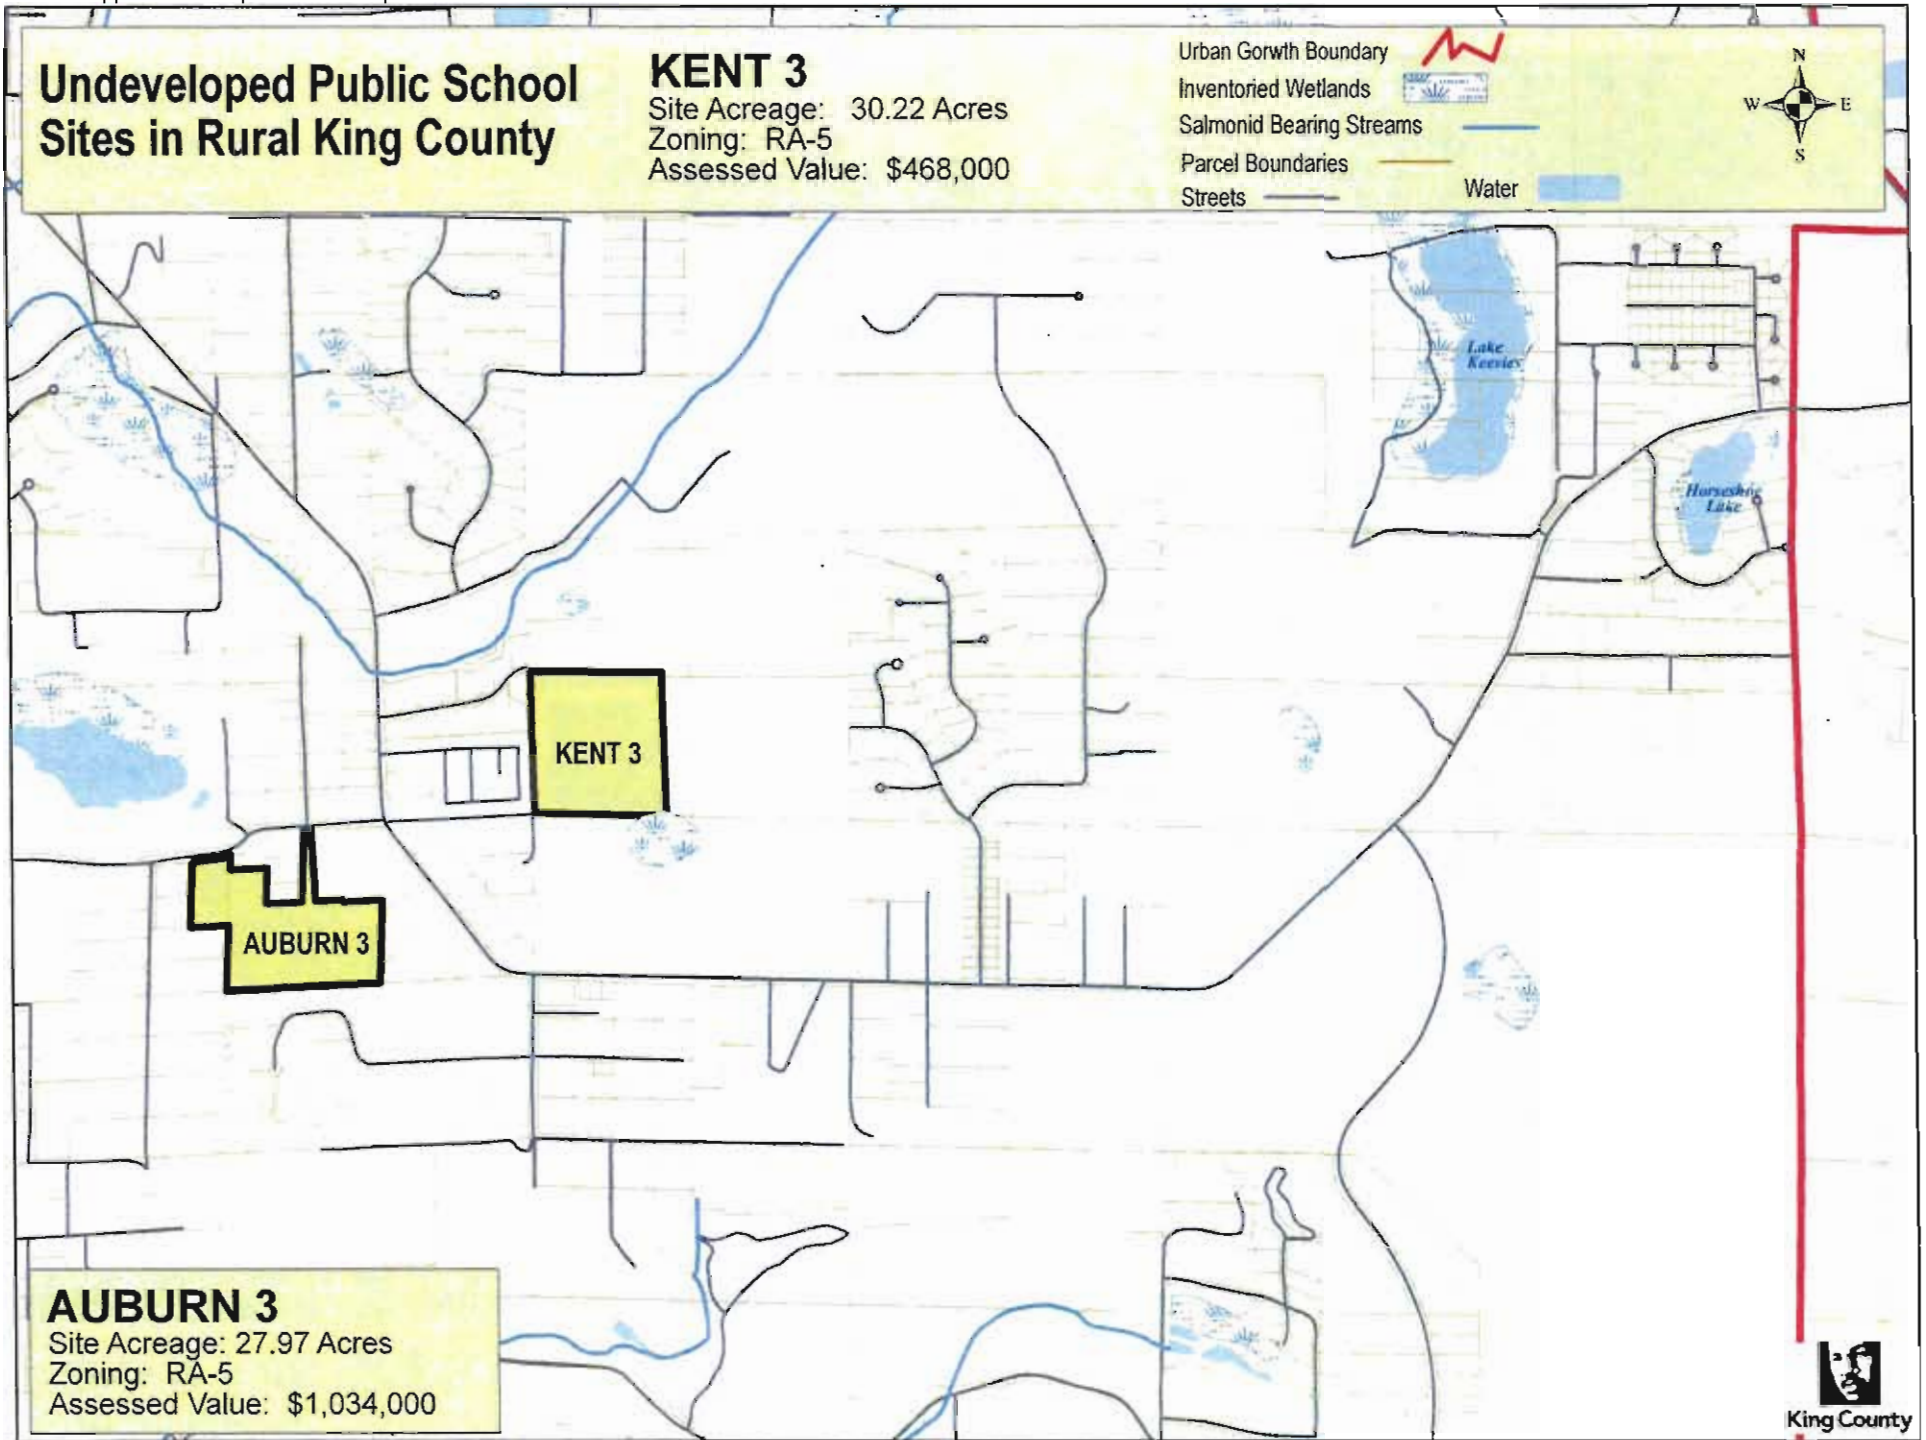 Undeveloped Public School
Sites in Rural King County
KENT 3
Site Acreage: 30.22 Acres
Zoning: RA-5
Assessed Value: $468,000
Urban Gorwth Boundary
Inventoried Wetlands
Salmonid Bearing Streams
Parcel Boundaries
Streets
Water
N
W
E
S
Lake
Keevies
Horseshoe
Lake
KENT 3
AUBURN 3
AUBURN 3
Site Acreage: 27.97 Acres
Zoning: RA-5
Assessed Value: $1,034,000
King County